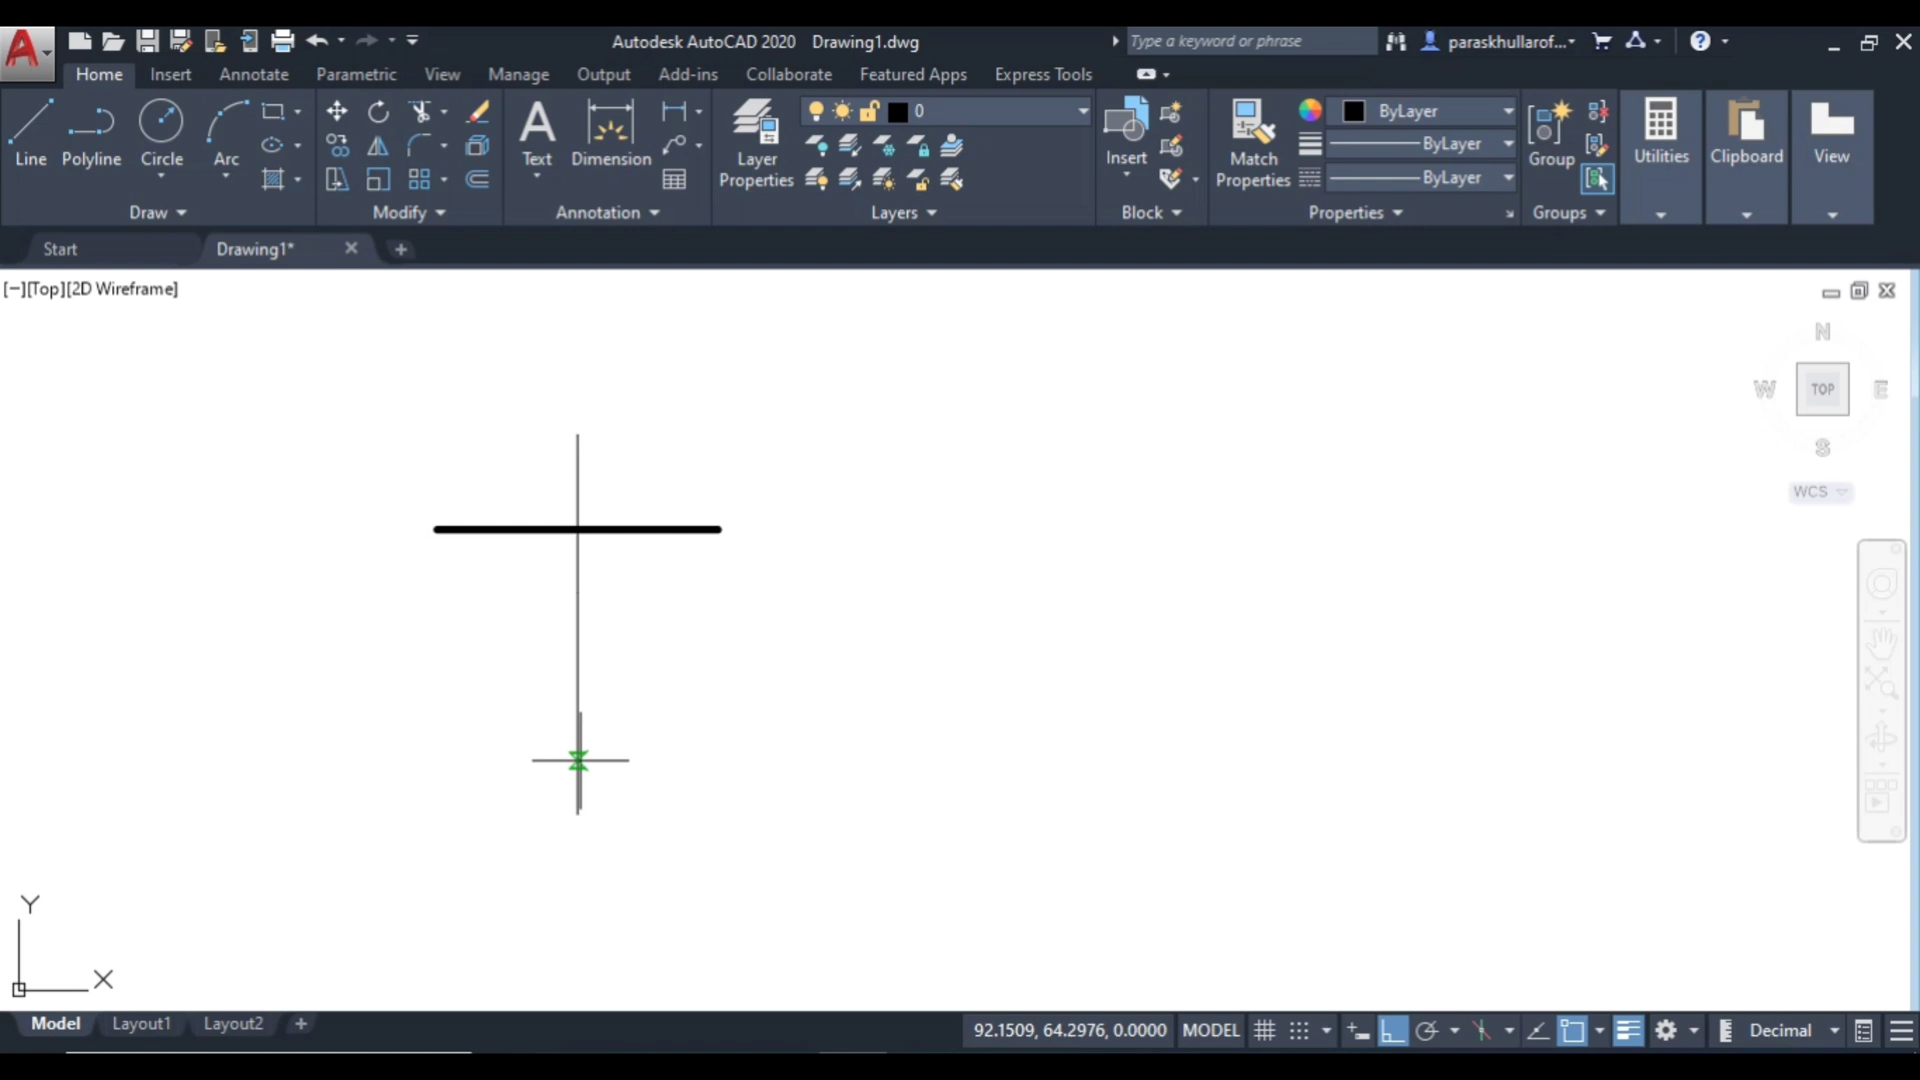 Autodesk AutoCAD 2020 Drawing1.dwg
Type a keyword or phrase
paraskhullarof...
Home Insert Annotate Parametric View Manage Output Add-ins Collaborate Featured Apps Express Tools
Line Polyline Circle Arc
Text Dimension
Layer Properties
0
Insert
Match Properties
ByLayer
ByLayer
ByLayer
Group
Utilities
Clipboard
View
Draw Modify Annotation Layers Block Properties Groups
Start Drawing1*
[−][Top][2D Wireframe]
N
W TOP E
S
WCS
Y
X
Model Layout1 Layout2
92.1509, 64.2976, 0.0000 MODEL Decimal